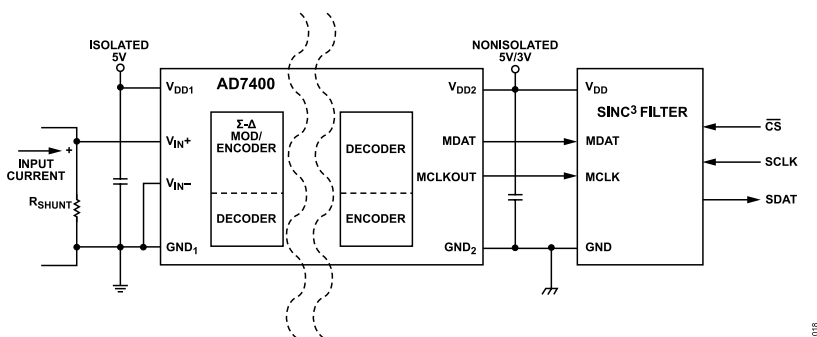 ISOLATED
5V
NONISOLATED
5V/3V
VDD1
AD7400
VDD2
VDD
SINC3 FILTER
Σ-Δ
MOD/
ENCODER
DECODER
VIN+
MDAT
MDAT
CS
INPUT
CURRENT
+
MCLKOUT
MCLK
SCLK
VIN–
RSHUNT
DECODER
ENCODER
SDAT
GND1
GND2
GND
018